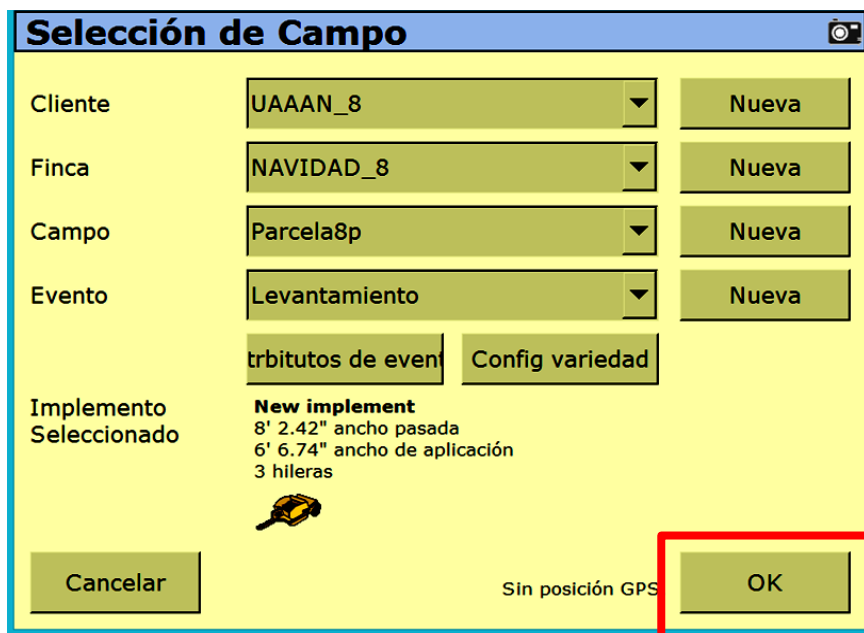 Selección de Campo
Cliente
UAAAN_8
Nueva
Finca
NAVIDAD_8
Nueva
Campo
Parcela8p
Nueva
Evento
Levantamiento
Nueva
trbitutos de event
Config variedad
Implemento
Seleccionado
New implement
8' 2.42" ancho pasada
6' 6.74" ancho de aplicación
3 hileras
Cancelar
Sin posición GPS
OK